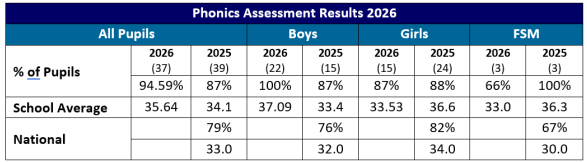 Phonics Assessment Results 2026
All Pupils Boys Girls FSM
% of Pupils 2026 (37) 2025 (39) 2026 (22) 2025 (15) 2026 (15) 2025 (24) 2026 (3) 2025 (3)
94.59% 87% 100% 87% 87% 88% 66% 100%
School Average 35.64 34.1 37.09 33.4 33.53 36.6 33.0 36.3
National 79% 76% 82% 67%
33.0 32.0 34.0 30.0